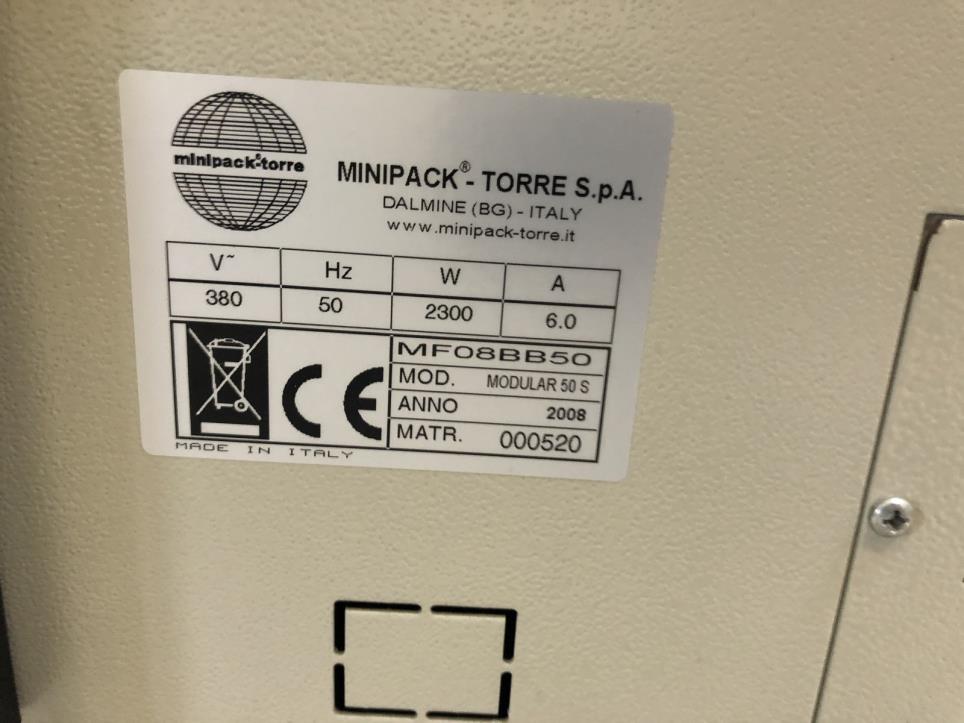 minipack®-torre
MINIPACK® - TORRE S.p.A.
DALMINE (BG) - ITALY
www.minipack-torre.it
V~ Hz W A
380 50 2300 6.0
MF08BB50
MOD. MODULAR 50 S
ANNO 2008
MATR. 000520
CE
MADE IN ITALY